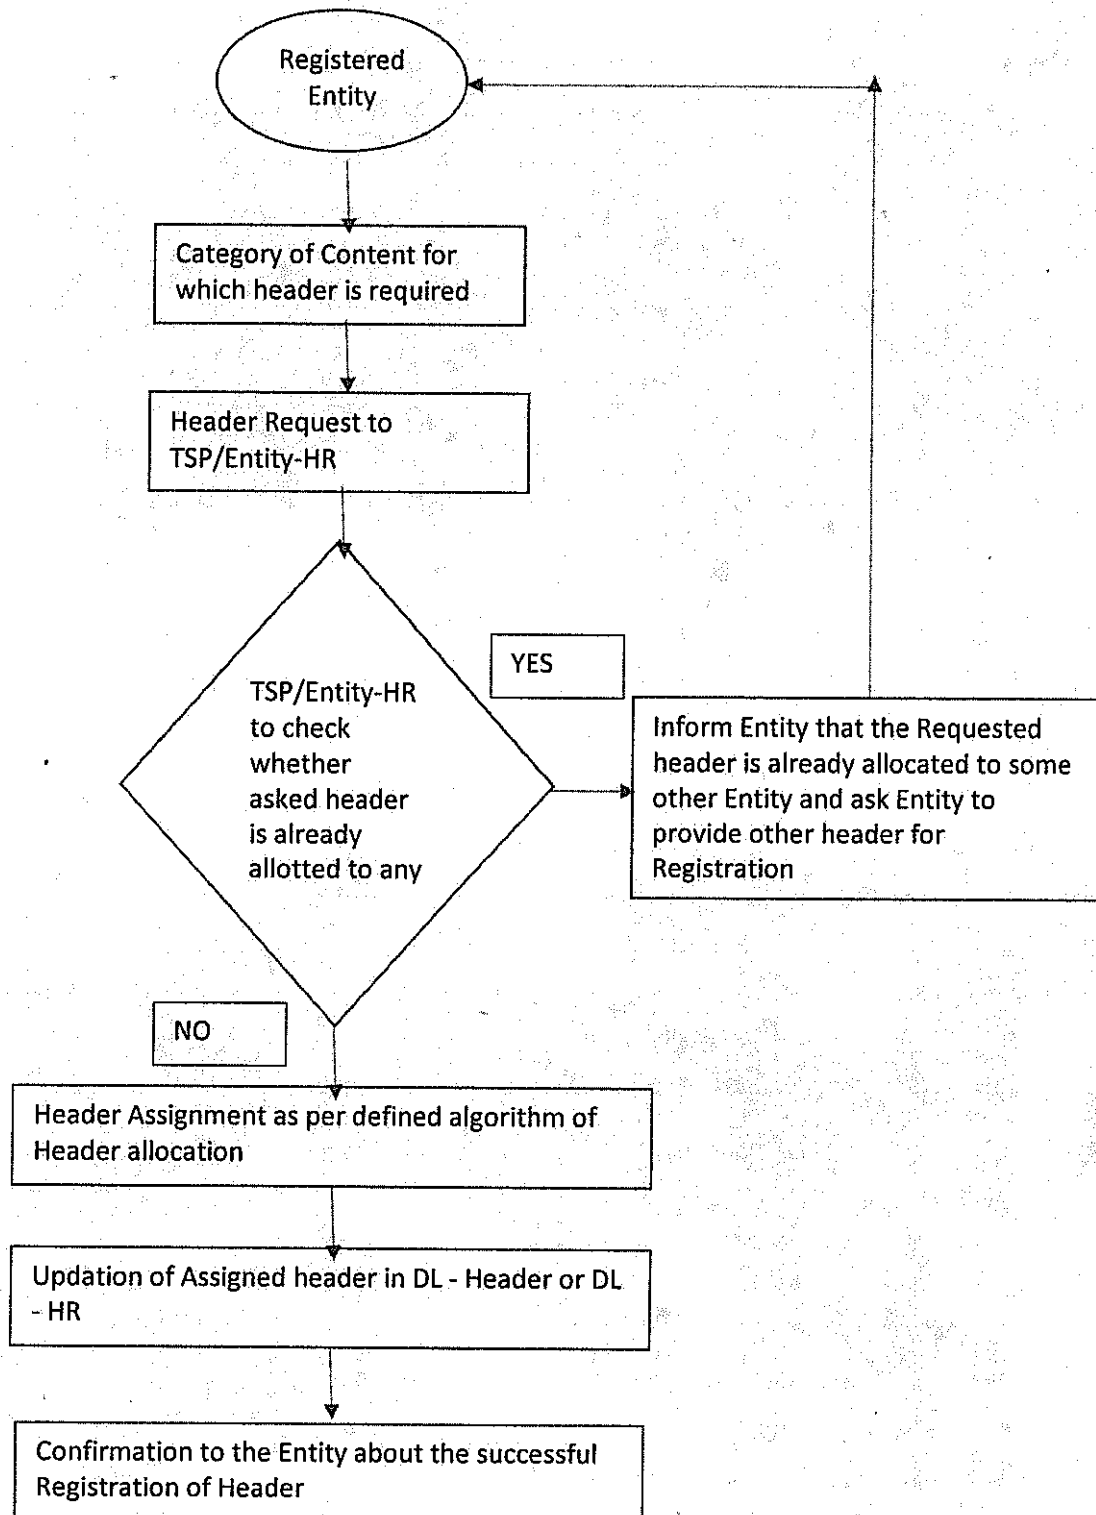 Registered
Entity
Category of Content for
which header is required
Header Request to
TSP/Entity-HR
YES
TSP/Entity-HR
to check
whether
asked header
is already
allotted to any
Inform Entity that the Requested
header is already allocated to some
other Entity and ask Entity to
provide other header for
Registration
NO
Header Assignment as per defined algorithm of
Header allocation
Updation of Assigned header in DL - Header or DL
- HR
Confirmation to the Entity about the successful
Registration of Header